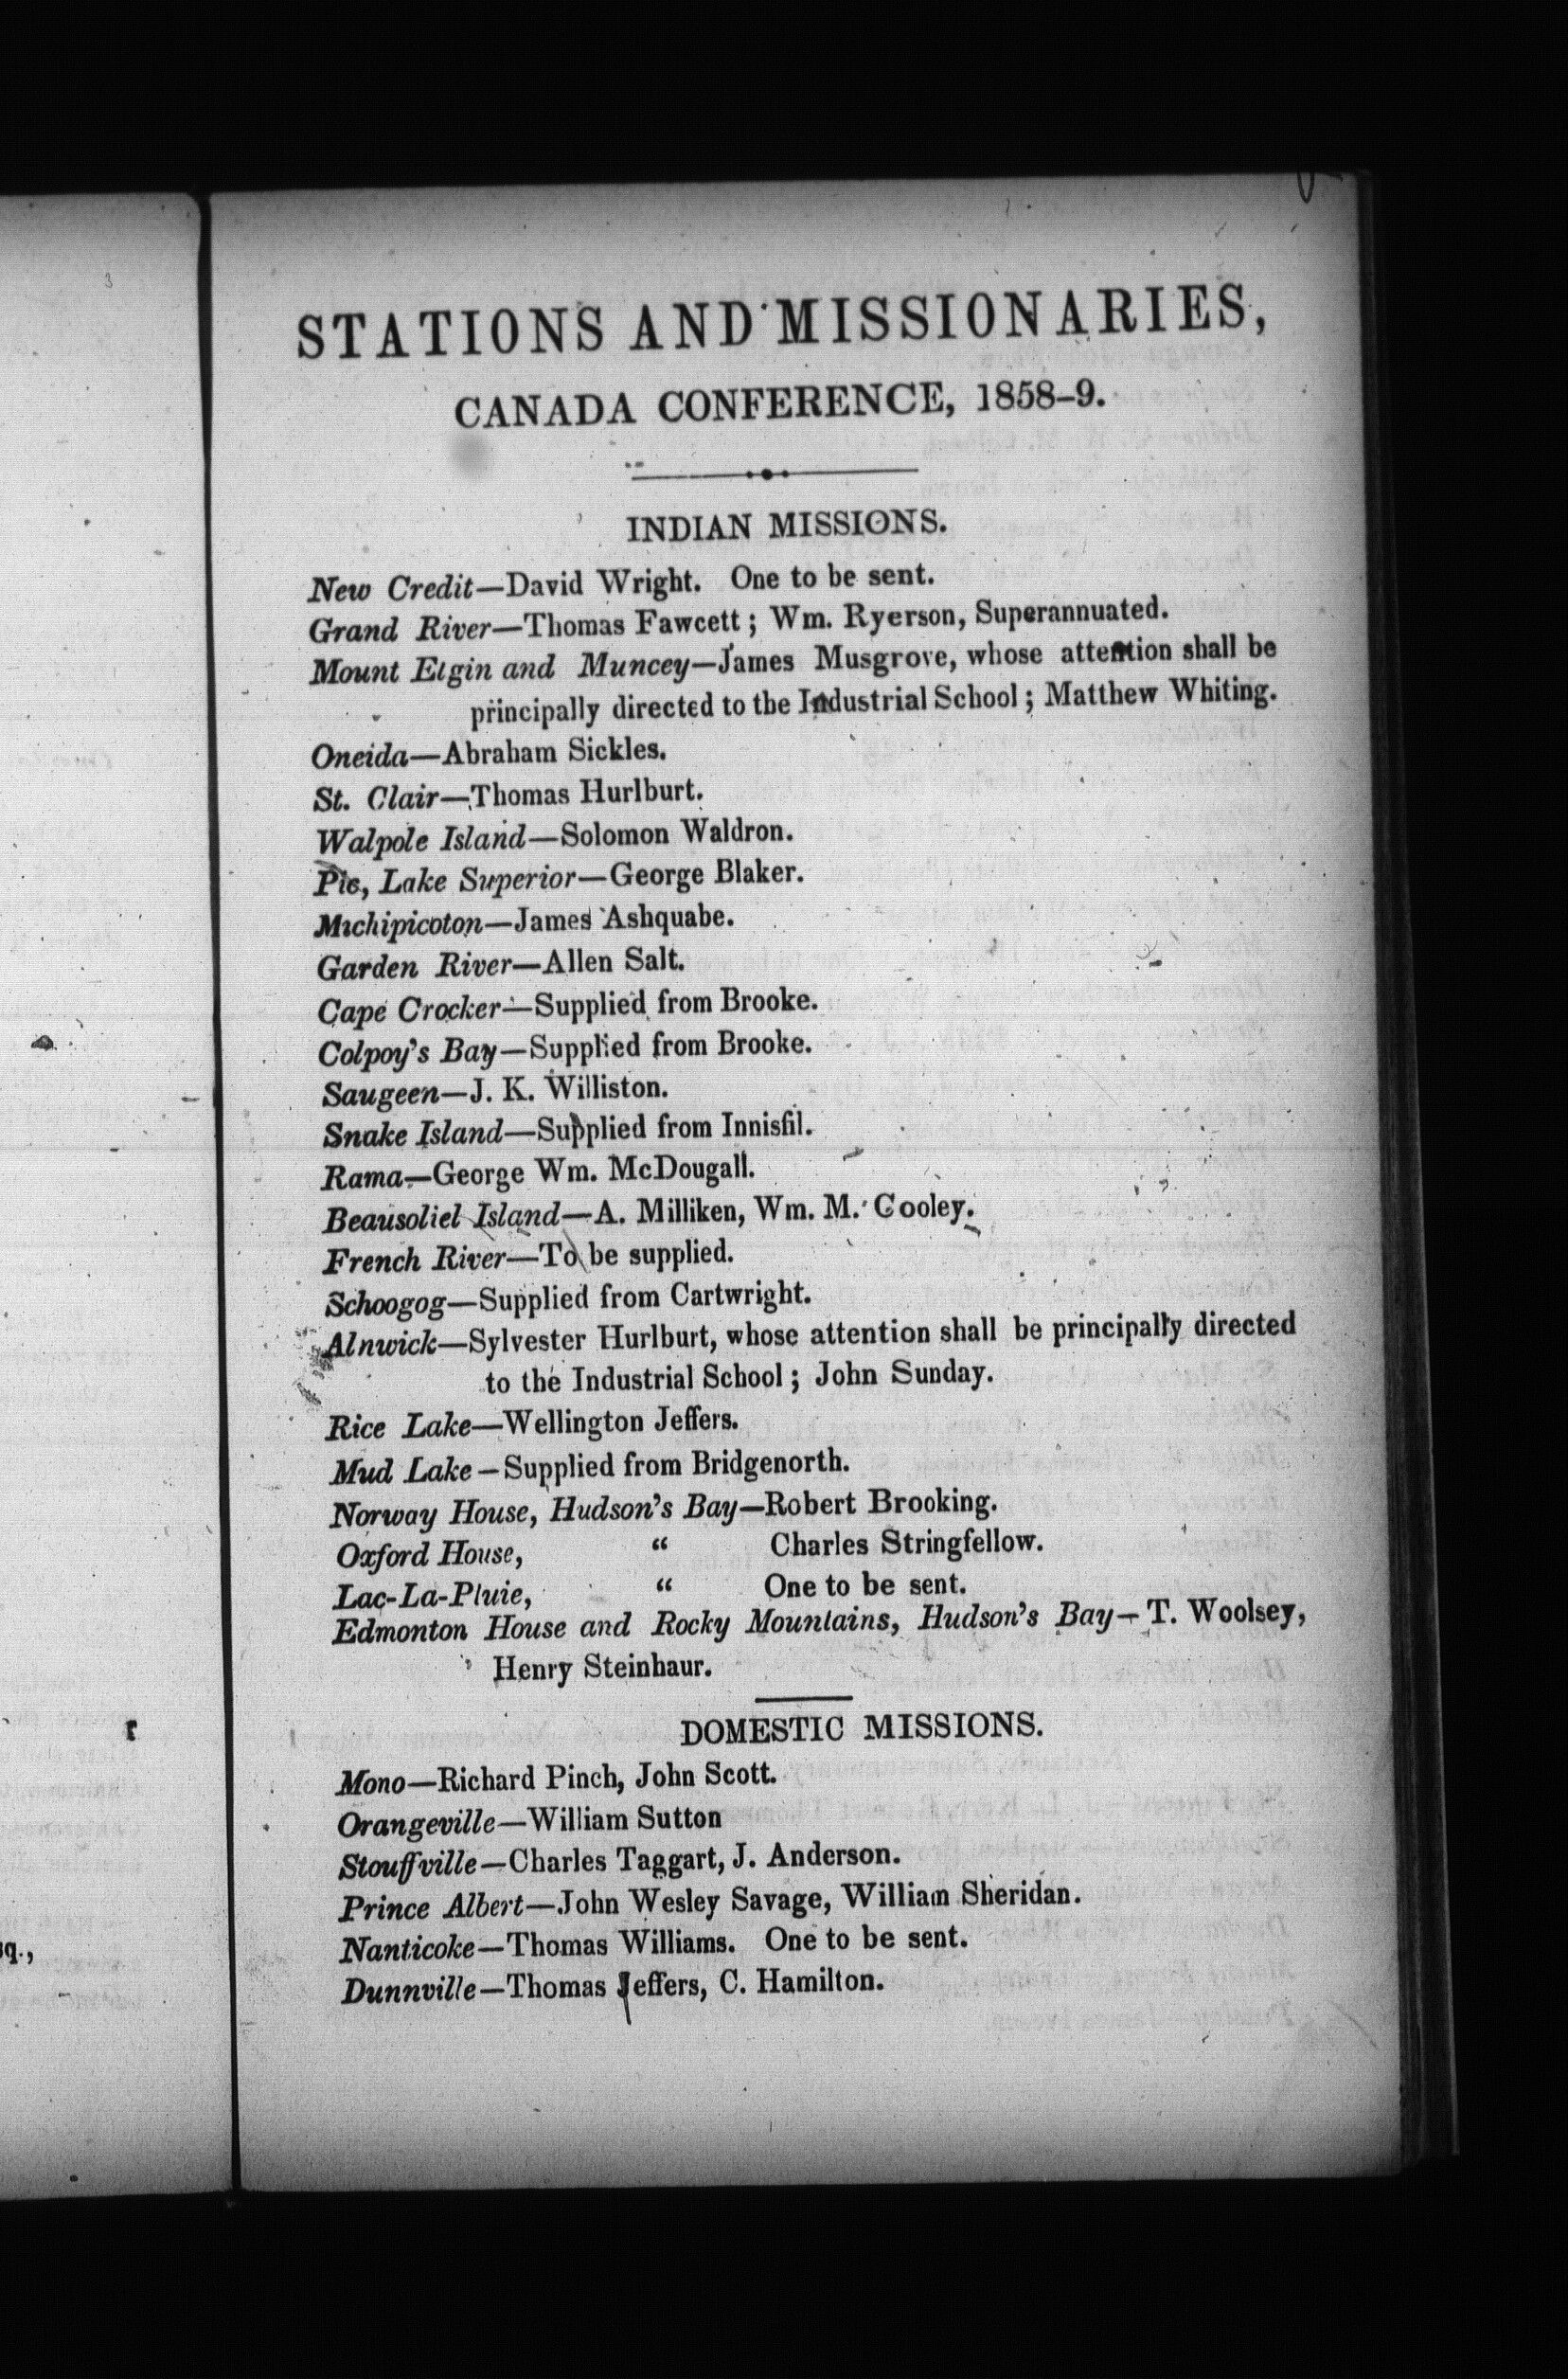 STATIONS AND MISSIONARIES,
CANADA CONFERENCE, 1858–9.
INDIAN MISSIONS.
New Credit—David Wright. One to be sent.
Grand River—Thomas Fawcett; Wm. Ryerson, Superannuated.
Mount Elgin and Muncey—James Musgrove, whose attention shall be
principally directed to the Industrial School; Matthew Whiting.
Oneida—Abraham Sickles.
St. Clair—Thomas Hurlburt.
Walpole Island—Solomon Waldron.
Pic, Lake Superior—George Blaker.
Michipicoton—James Ashquabe.
Garden River—Allen Salt.
Cape Crocker—Supplied from Brooke.
Colpoy's Bay—Supplied from Brooke.
Saugeen—J. K. Williston.
Snake Island—Supplied from Innisfil.
Rama—George Wm. McDougall.
Beausoliel Island—A. Milliken, Wm. M. Cooley.
French River—To be supplied.
Schoogog—Supplied from Cartwright.
Alnwick—Sylvester Hurlburt, whose attention shall be principally directed
to the Industrial School; John Sunday.
Rice Lake—Wellington Jeffers.
Mud Lake—Supplied from Bridgenorth.
Norway House, Hudson's Bay—Robert Brooking.
Oxford House, “ Charles Stringfellow.
Lac-La-Pluie, “ One to be sent.
Edmonton House and Rocky Mountains, Hudson's Bay—T. Woolsey,
Henry Steinhaur.
DOMESTIC MISSIONS.
Mono—Richard Pinch, John Scott.
Orangeville—William Sutton
Stouffville—Charles Taggart, J. Anderson.
Prince Albert—John Wesley Savage, William Sheridan.
Nanticoke—Thomas Williams. One to be sent.
Dunnville—Thomas Jeffers, C. Hamilton.